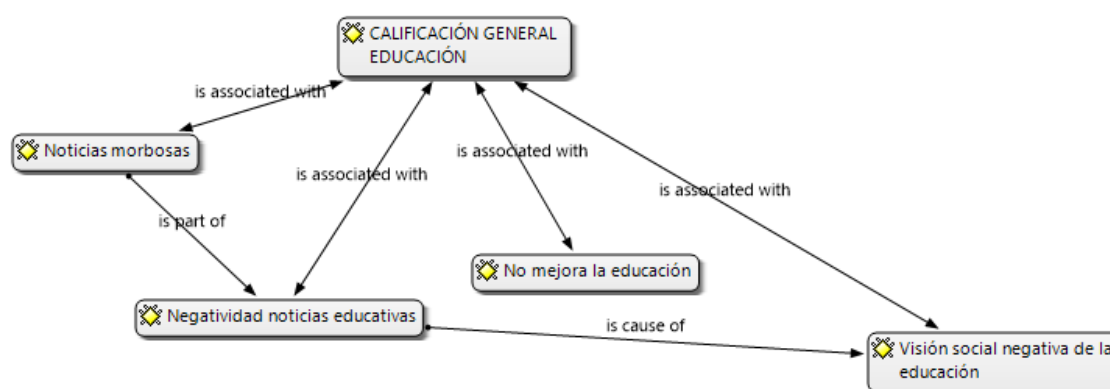 CALIFICACIÓN GENERAL
EDUCACIÓN
is associated with
Noticias morbosas
is associated with
is associated with
is associated with
is part of
No mejora la educación
Negatividad noticias educativas
is cause of
Visión social negativa de la
educación